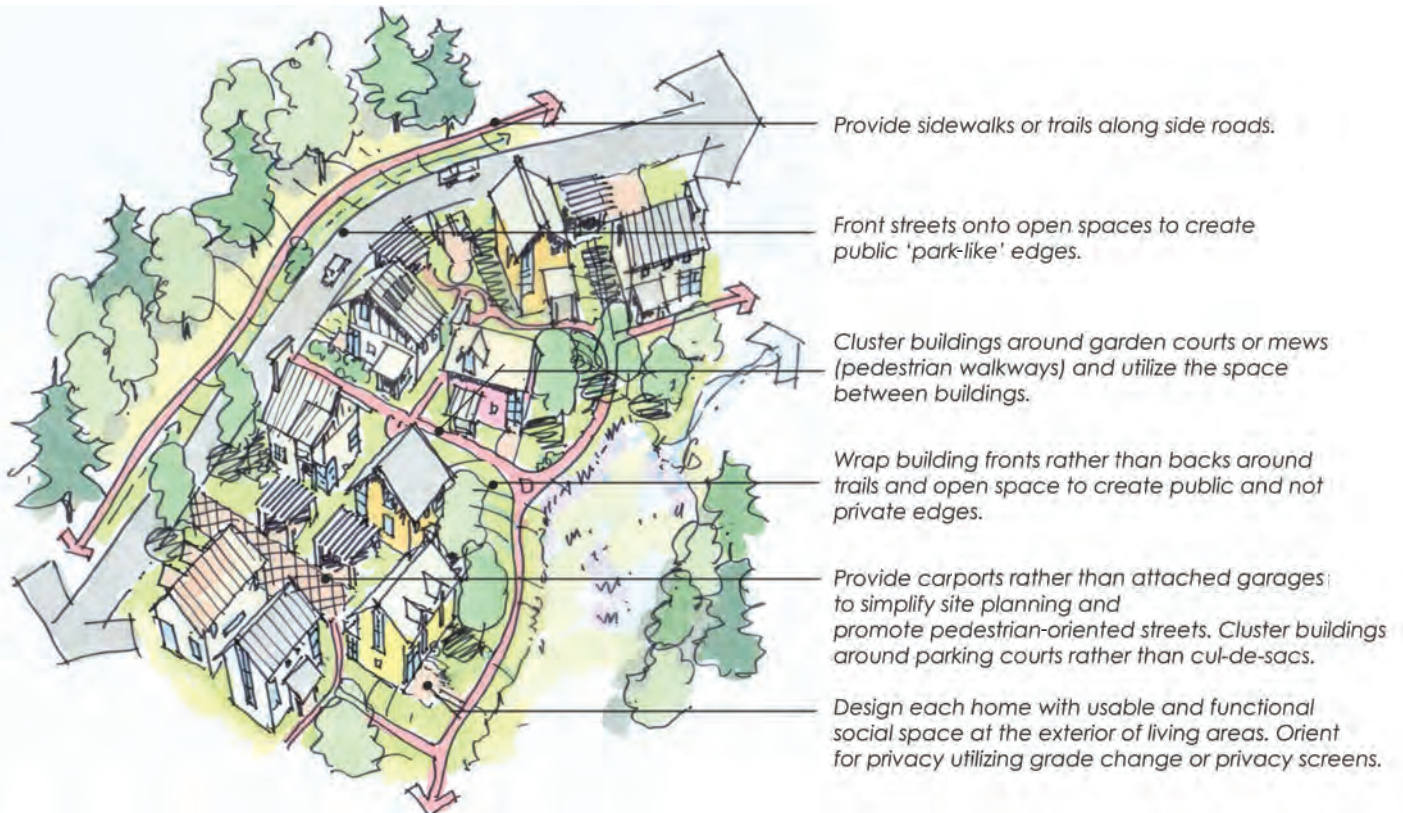 Provide sidewalks or trails along side roads.
Front streets onto open spaces to create
public ‘park-like’ edges.
Cluster buildings around garden courts or mews
(pedestrian walkways) and utilize the space
between buildings.
Wrap building fronts rather than backs around
trails and open space to create public and not
private edges.
Provide carports rather than attached garages
to simplify site planning and
promote pedestrian-oriented streets. Cluster buildings
around parking courts rather than cul-de-sacs.
Design each home with usable and functional
social space at the exterior of living areas. Orient
for privacy utilizing grade change or privacy screens.